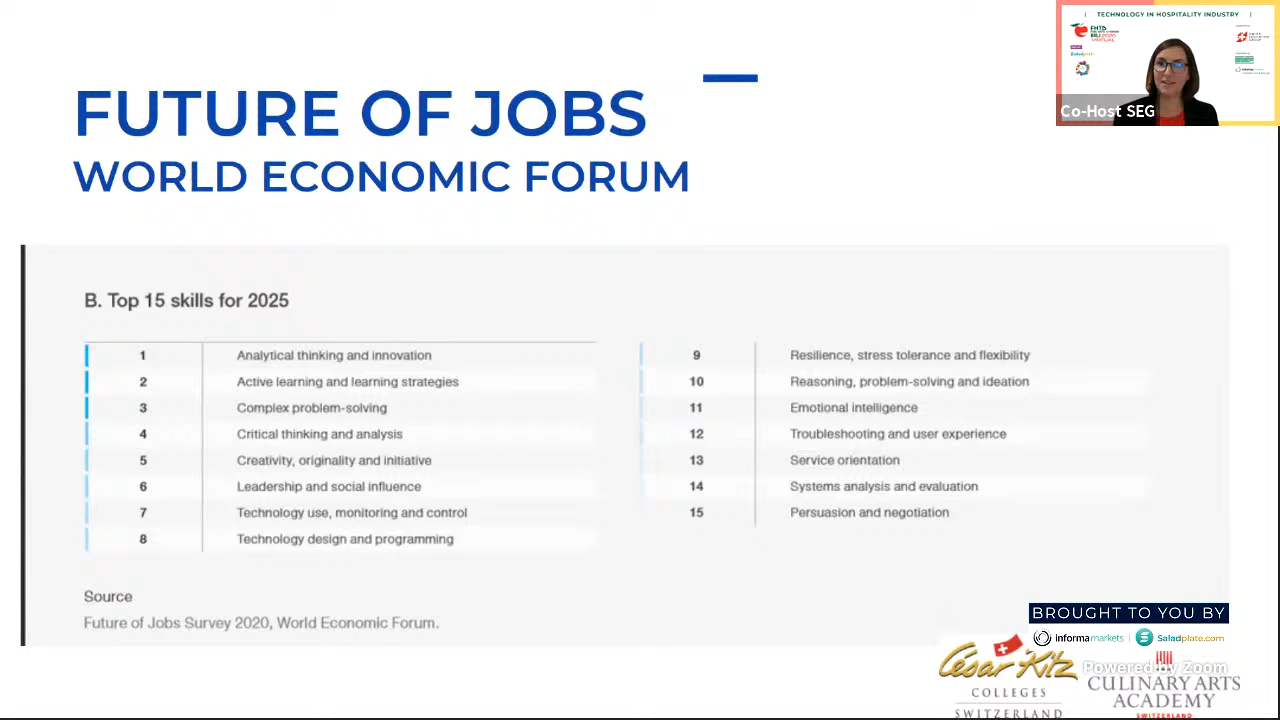 TECHNOLOGY IN HOSPITALITY INDUSTRY
Co-Host SEG
FUTURE OF JOBS
WORLD ECONOMIC FORUM
B. Top 15 skills for 2025
1 Analytical thinking and innovation
2 Active learning and learning strategies
3 Complex problem-solving
4 Critical thinking and analysis
5 Creativity, originality and initiative
6 Leadership and social influence
7 Technology use, monitoring and control
8 Technology design and programming
9 Resilience, stress tolerance and flexibility
10 Reasoning, problem-solving and ideation
11 Emotional intelligence
12 Troubleshooting and user experience
13 Service orientation
14 Systems analysis and evaluation
15 Persuasion and negotiation
Source
Future of Jobs Survey 2020, World Economic Forum.
BROUGHT TO YOU BY
informamarkets
Saladplate.com
Powered by Zoom
César Ritz
COLLEGES
SWITZERLAND
CULINARY ARTS
ACADEMY
SWITZERLAND